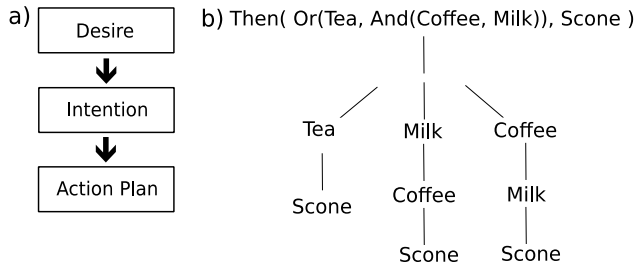 a)
Desire
Intention
Action Plan
b) Then( Or(Tea, And(Coffee, Milk)), Scone )
Tea Milk Coffee
Scone Coffee Milk
Scone Scone